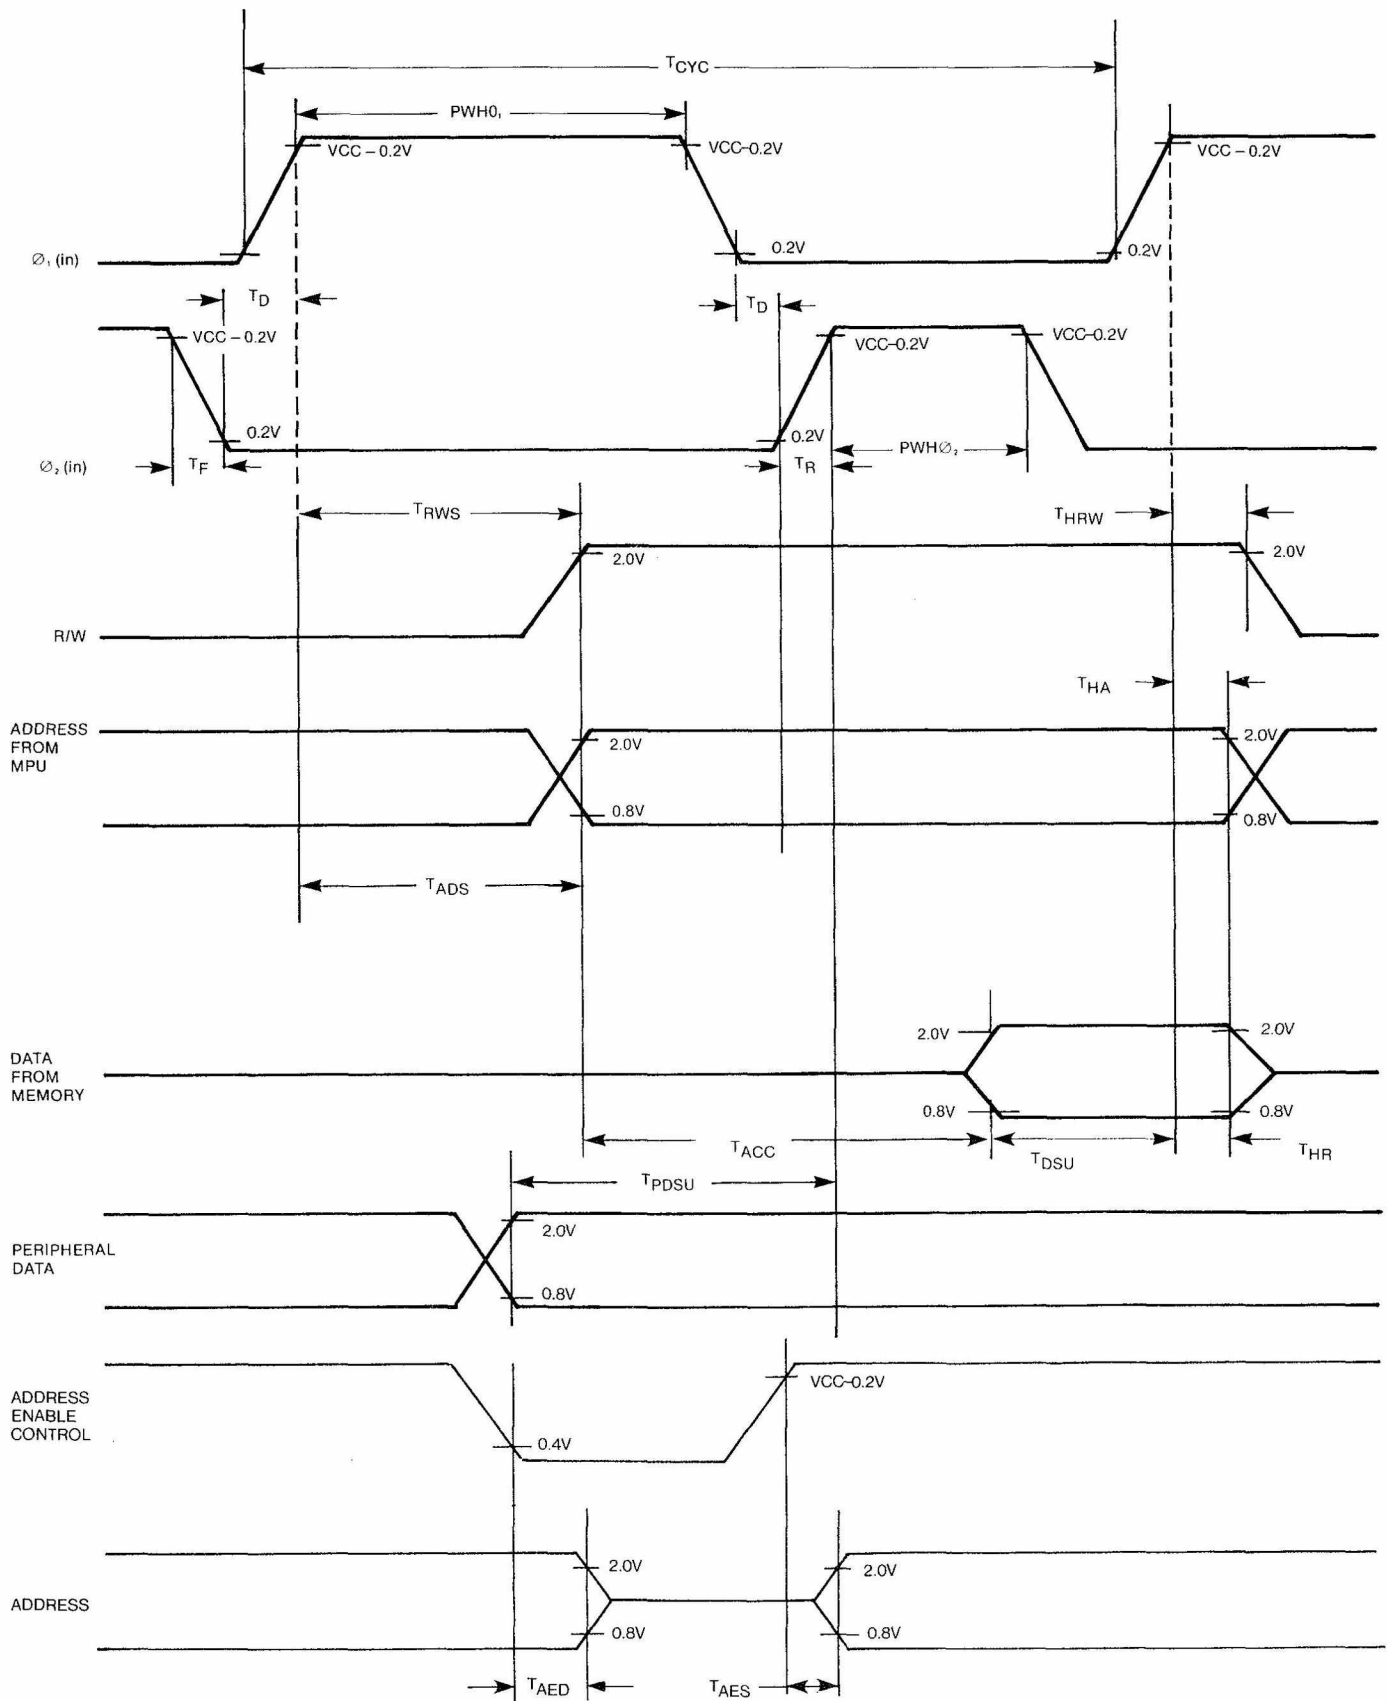 TCYC
PWH0₁
VCC – 0.2V
VCC-0.2V
VCC – 0.2V
0.2V
0.2V
Ø₁ (in)
TD
TD
VCC – 0.2V
VCC–0.2V
VCC-0.2V
0.2V
0.2V
Ø₂ (in)
TF
TR
PWHØ₂
TRWS
THRW
2.0V
2.0V
R/W
THA
ADDRESS
FROM
MPU
2.0V
2.0V
0.8V
0.8V
TADS
2.0V
2.0V
DATA
FROM
MEMORY
0.8V
0.8V
TACC
TDSU
THR
TPDSU
2.0V
PERIPHERAL
DATA
0.8V
VCC-0.2V
ADDRESS
ENABLE
CONTROL
0.4V
2.0V
2.0V
ADDRESS
0.8V
0.8V
TAED
TAES